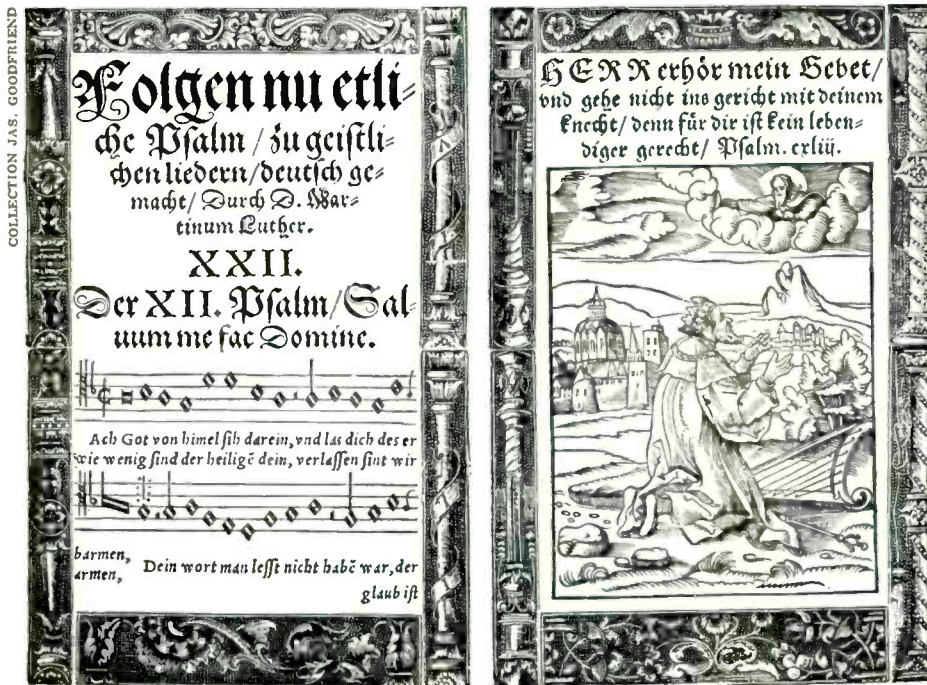 COLLECTION JAS. GOODFRIEND
Folgen nu etli-
che Psalm / zu geistli-
chen liedern / deutsch ge-
macht / Durch D. Mar-
tinum Luther.
XXII.
Der XII. Psalm / Sal-
uum me fac Domine.
Ach Got von himel sih darein, vnd las dich des er
wie wenig sind der heiligē dein, verlassen sint wir
barmen,
armen,
Dein wort man lesst nicht habē war, der
glaub ist
HERR erhör mein Gebet /
vnd gehe nicht ins gericht mit deinem
knecht / denn für dir ist kein leben-
diger gerecht / Psalm. cxliij.